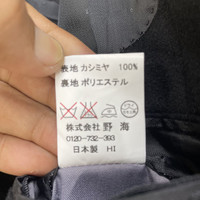 表地 カシミヤ 100%
裏地 ポリエステル
株式会社 野 海
0120-732-393
日本製 HI